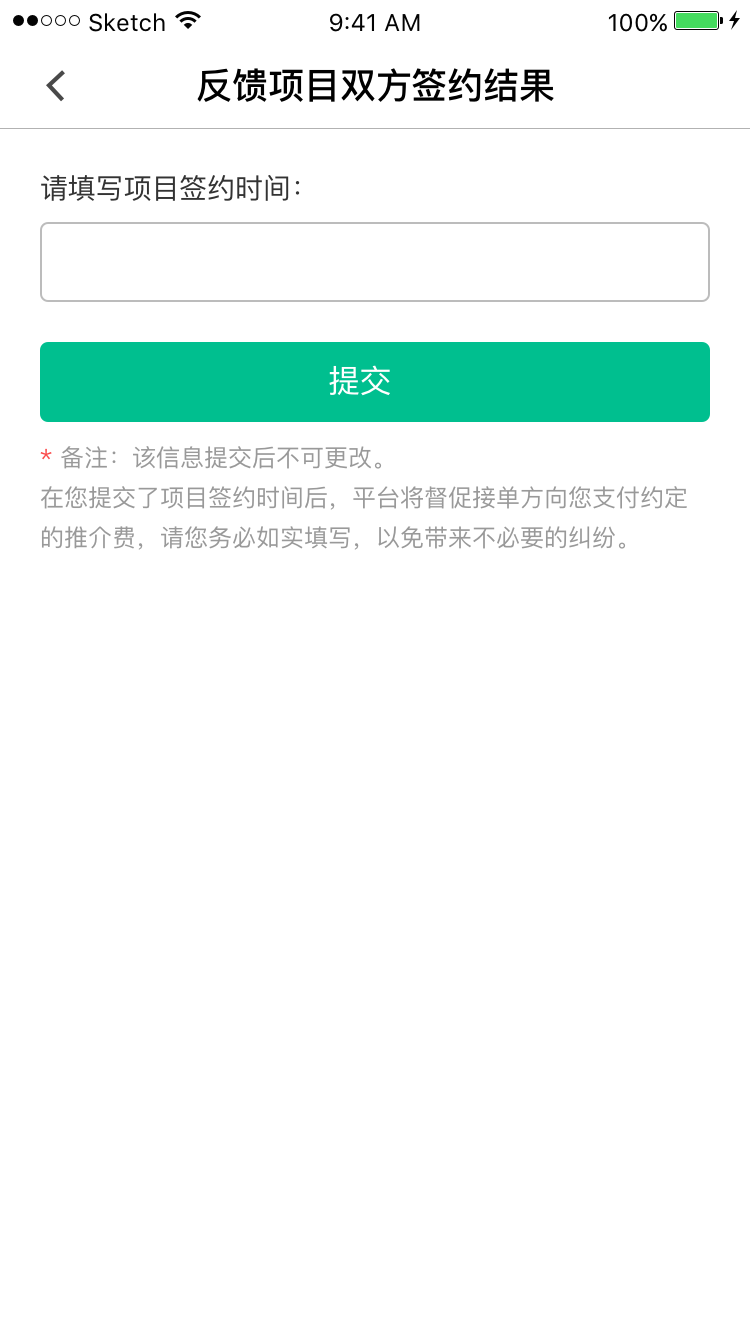 Sketch 9:41 AM 100%
反馈项目双方签约结果
请填写项目签约时间：
提交
* 备注：该信息提交后不可更改。
在您提交了项目签约时间后，平台将督促接单方向您支付约定
的推介费，请您务必如实填写，以免带来不必要的纠纷。